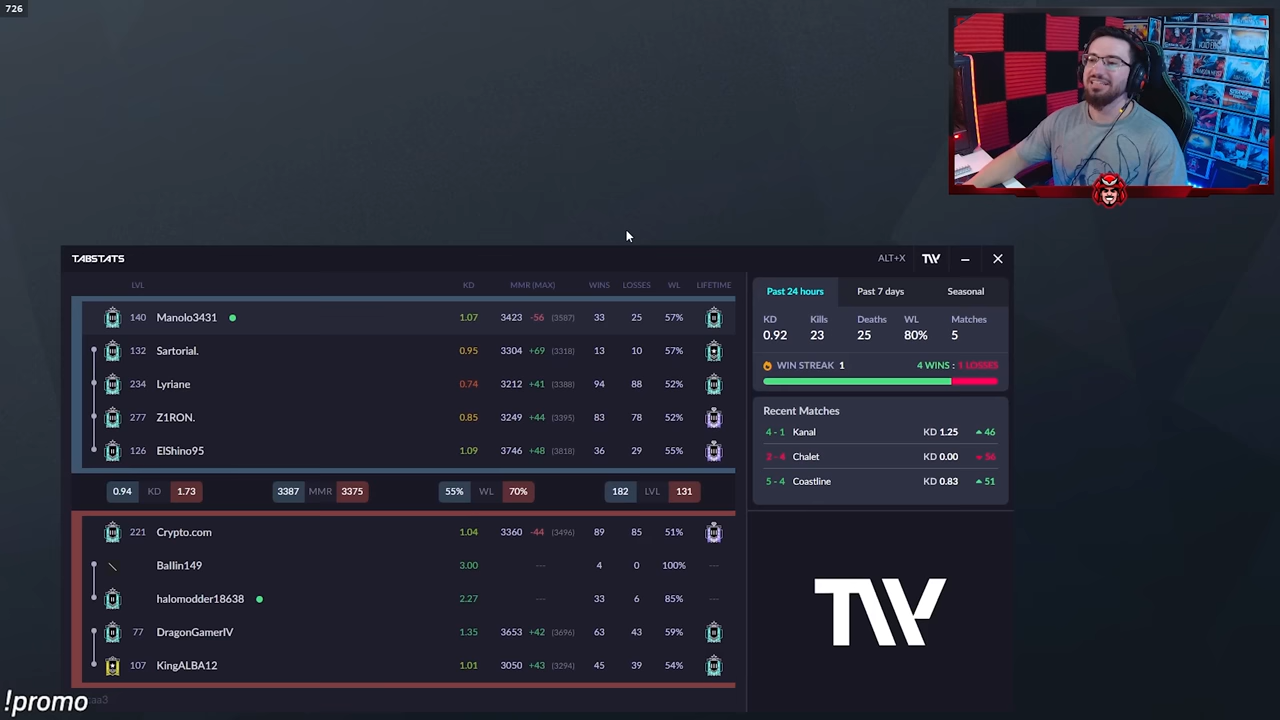 726
TABSTATS
ALT+X
LVL KD MMR (MAX) WINS LOSSES WL LIFETIME
140 Manolo3431 1.07 3423 -56 (3587) 33 25 57%
132 Sartorial. 0.95 3304 +69 (3318) 13 10 57%
234 Lyriane 0.74 3212 +41 (3388) 94 88 52%
277 Z1RON. 0.85 3249 +44 (3395) 83 78 52%
126 ElShino95 1.09 3746 +48 (3818) 36 29 55%
0.94 KD 1.73 3387 MMR 3375 55% WL 70% 182 LVL 131
221 Crypto.com 1.04 3360 -44 (3496) 89 85 51%
Ballin149 3.00 --- 4 0 100% ---
halomodder18638 2.27 --- 33 6 85% ---
77 DragonGamerIV 1.35 3653 +42 (3696) 63 43 59%
107 KingALBA12 1.01 3050 +43 (3294) 45 39 54%
Past 24 hours Past 7 days Seasonal
KD Kills Deaths WL Matches
0.92 23 25 80% 5
WIN STREAK 1 4 WINS : 1 LOSSES
Recent Matches
4 - 1 Kanal KD 1.25 46
2 - 4 Chalet KD 0.00 56
5 - 4 Coastline KD 0.83 51
!promo